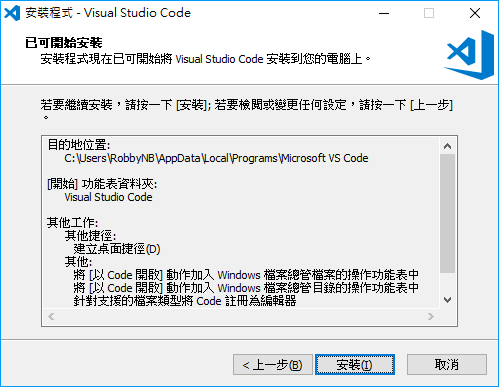 安裝程式 - Visual Studio Code
已可開始安裝
安裝程式現在已可開始將 Visual Studio Code 安裝到您的電腦上。
若要繼續安裝，請按一下 [安裝]; 若要檢閱或變更任何設定，請按一下 [上一步]
。
目的地位置:
C:\Users\RobbyNB\AppData\Local\Programs\Microsoft VS Code
[開始] 功能表資料夾:
Visual Studio Code
其他工作:
其他捷徑:
建立桌面捷徑(D)
其他:
將 [以 Code 開啟] 動作加入 Windows 檔案總管檔案的操作功能表中
將 [以 Code 開啟] 動作加入 Windows 檔案總管目錄的操作功能表中
針對支援的檔案類型將 Code 註冊為編輯器
< 上一步(B)
安裝(I)
取消